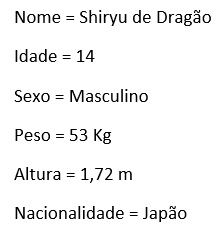 Nome = Shiryu de Dragão
Idade = 14
Sexo = Masculino
Peso = 53 Kg
Altura = 1,72 m
Nacionalidade = Japão